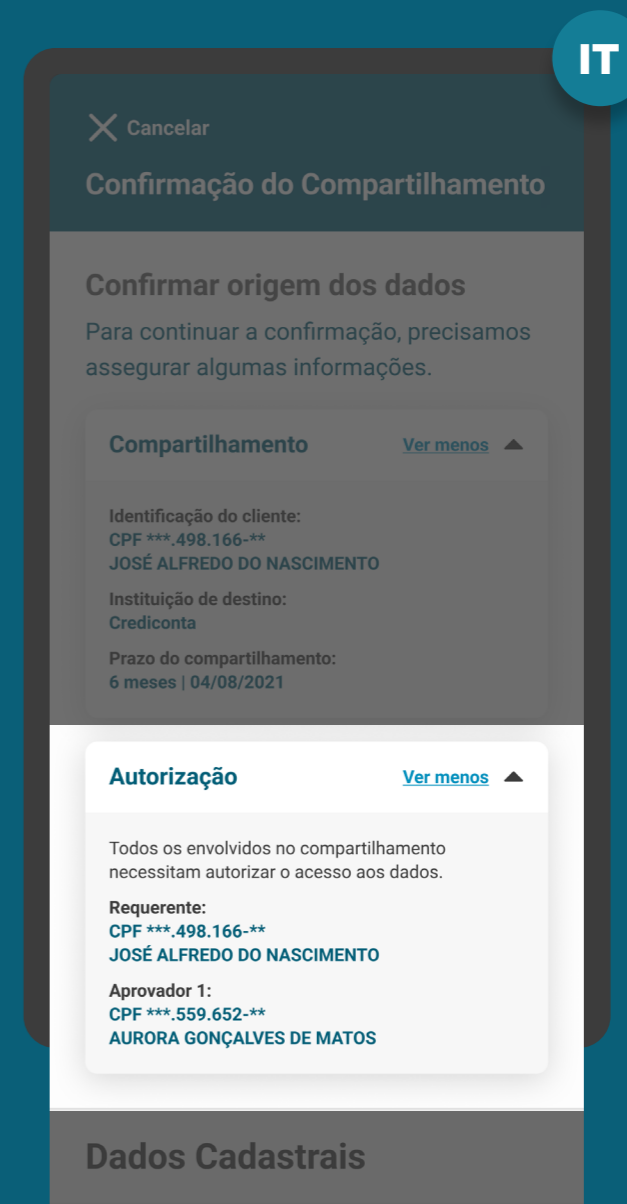 IT
Cancelar
Confirmação do Compartilhamento
Confirmar origem dos dados
Para continuar a confirmação, precisamos
assegurar algumas informações.
Compartilhamento Ver menos
Identificação do cliente:
CPF ***.498.166-**
JOSÉ ALFREDO DO NASCIMENTO
Instituição de destino:
Crediconta
Prazo do compartilhamento:
6 meses | 04/08/2021
Autorização Ver menos
Todos os envolvidos no compartilhamento
necessitam autorizar o acesso aos dados.
Requerente:
CPF ***.498.166-**
JOSÉ ALFREDO DO NASCIMENTO
Aprovador 1:
CPF ***.559.652-**
AURORA GONÇALVES DE MATOS
Dados Cadastrais